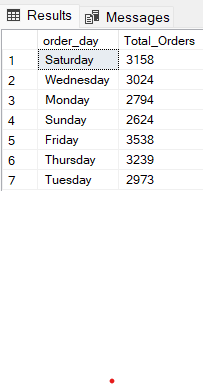 Results Messages
order_day Total_Orders
1 Saturday 3158
2 Wednesday 3024
3 Monday 2794
4 Sunday 2624
5 Friday 3538
6 Thursday 3239
7 Tuesday 2973